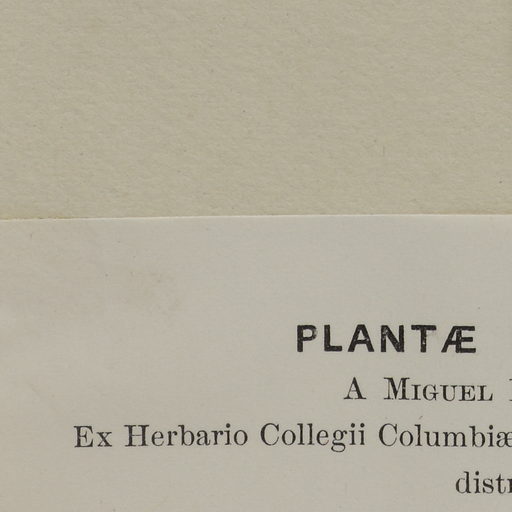 PLANTÆ
A MIGUEL
Ex Herbario Collegii Columbiæ
distr